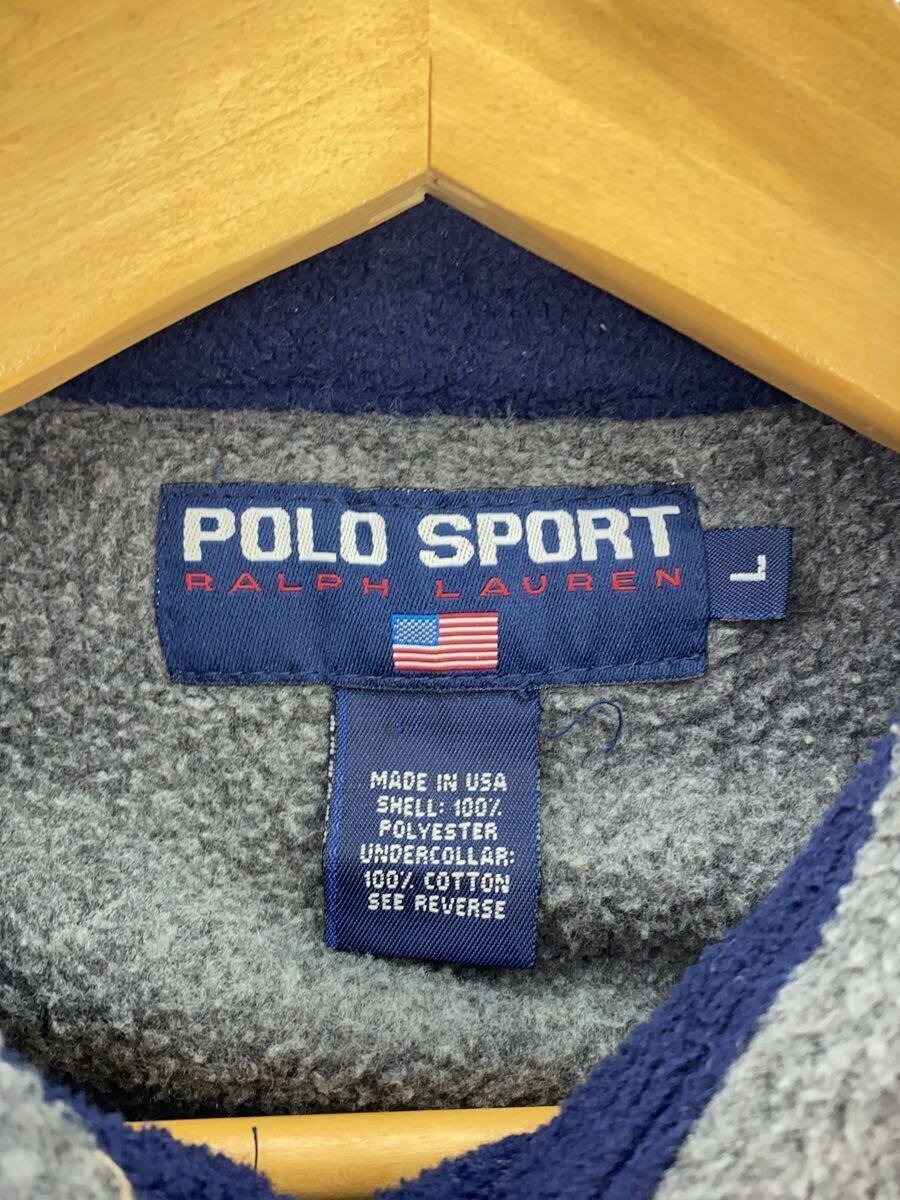 POLO SPORT
RALPH LAUREN
L
MADE IN USA
SHELL: 100%
POLYESTER
UNDERCOLLAR:
100% COTTON
SEE REVERSE